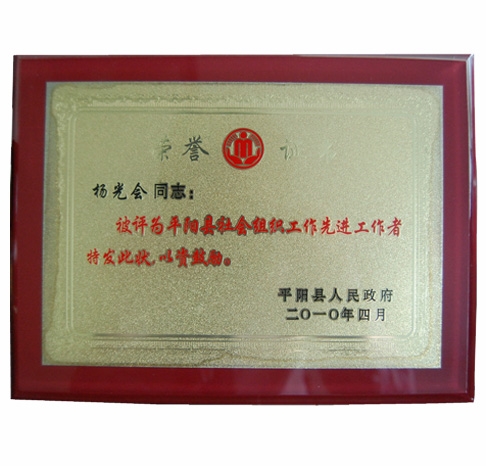 荣誉证
杨光会 同志：
被评为平阳县社会组织工作先进工作者
特发此状，以资鼓励。
平阳县人民政府
二〇一〇年四月